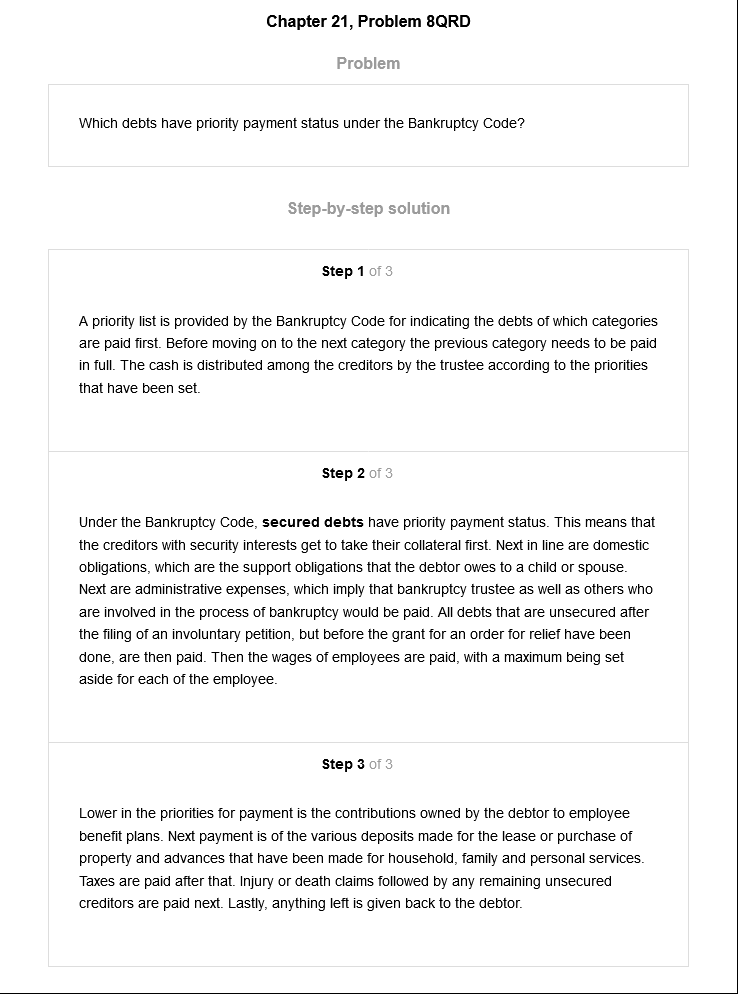 Chapter 21, Problem 8QRD
Problem
Which debts have priority payment status under the Bankruptcy Code?
Step-by-step solution
Step 1 of 3
A priority list is provided by the Bankruptcy Code for indicating the debts of which categories
are paid first. Before moving on to the next category the previous category needs to be paid
in full. The cash is distributed among the creditors by the trustee according to the priorities
that have been set.
Step 2 of 3
Under the Bankruptcy Code, secured debts have priority payment status. This means that
the creditors with security interests get to take their collateral first. Next in line are domestic
obligations, which are the support obligations that the debtor owes to a child or spouse.
Next are administrative expenses, which imply that bankruptcy trustee as well as others who
are involved in the process of bankruptcy would be paid. All debts that are unsecured after
the filing of an involuntary petition, but before the grant for an order for relief have been
done, are then paid. Then the wages of employees are paid, with a maximum being set
aside for each of the employee.
Step 3 of 3
Lower in the priorities for payment is the contributions owned by the debtor to employee
benefit plans. Next payment is of the various deposits made for the lease or purchase of
property and advances that have been made for household, family and personal services.
Taxes are paid after that. Injury or death claims followed by any remaining unsecured
creditors are paid next. Lastly, anything left is given back to the debtor.